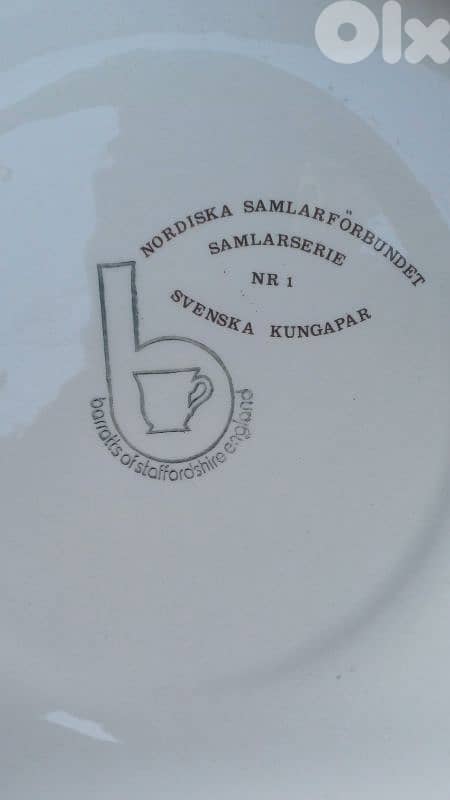 Olx
NORDISKA SAMLARFÖRBUNDET
SAMLARSERIE
NR 1
SVENSKA KUNGAPAR
barratts of staffordshire england